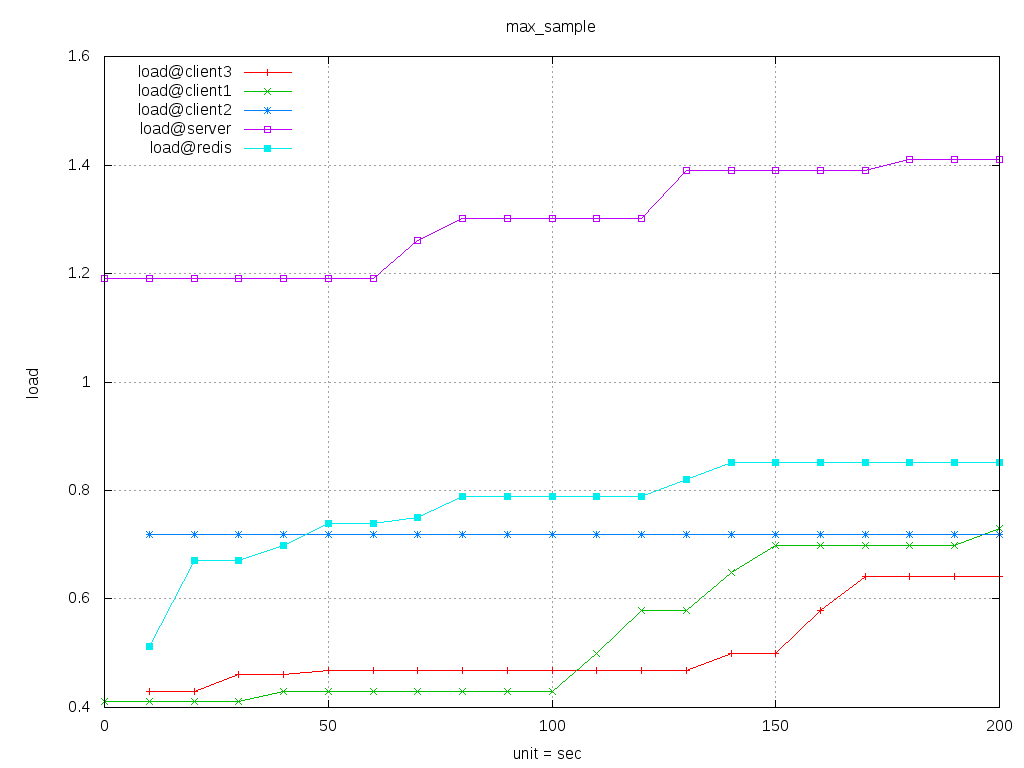 max_sample
1.6
1.4
1.2
1
0.8
0.6
0.4
load
load@client3
load@client1
load@client2
load@server
load@redis
0 50 100 150 200
unit = sec